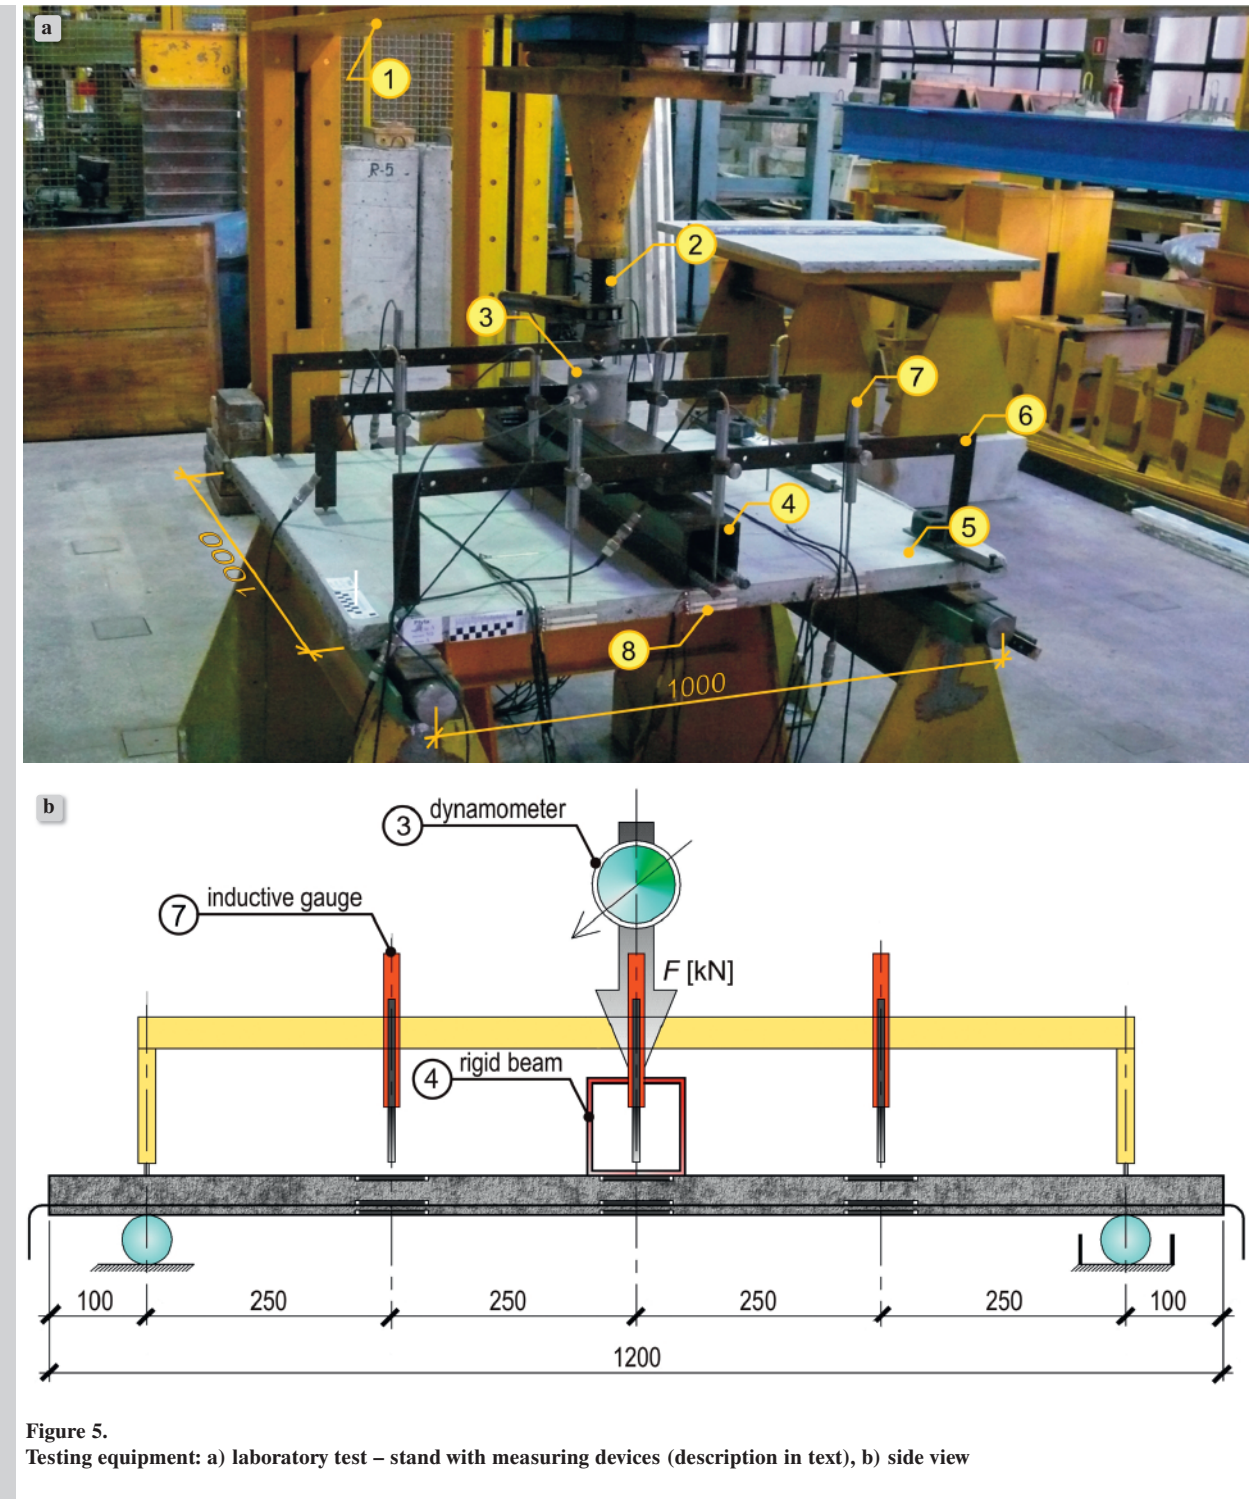 a
1
R-5
2
3
7
6
4
5
8
1000
1000
b
3 dynamometer
7 inductive gauge
F [kN]
4 rigid beam
100 250 250 250 250 100
1200
Figure 5.
Testing equipment: a) laboratory test – stand with measuring devices (description in text), b) side view